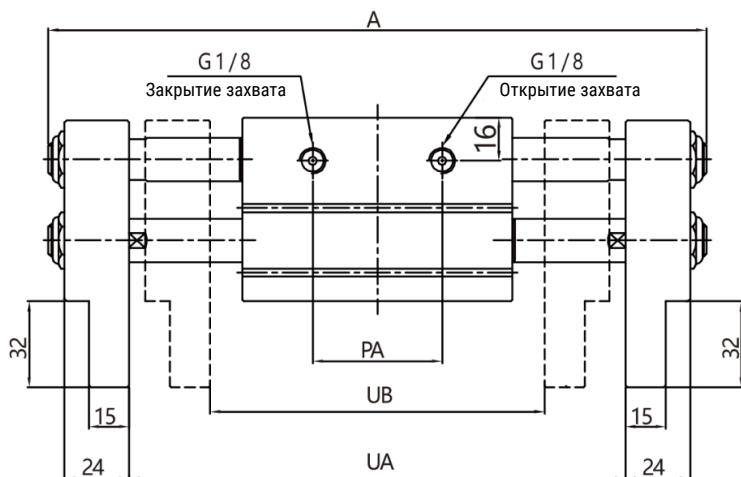 A
G1/8
G1/8
Закрытие захвата
Открытие захвата
16
32
PA
32
UB
15
15
24
UA
24